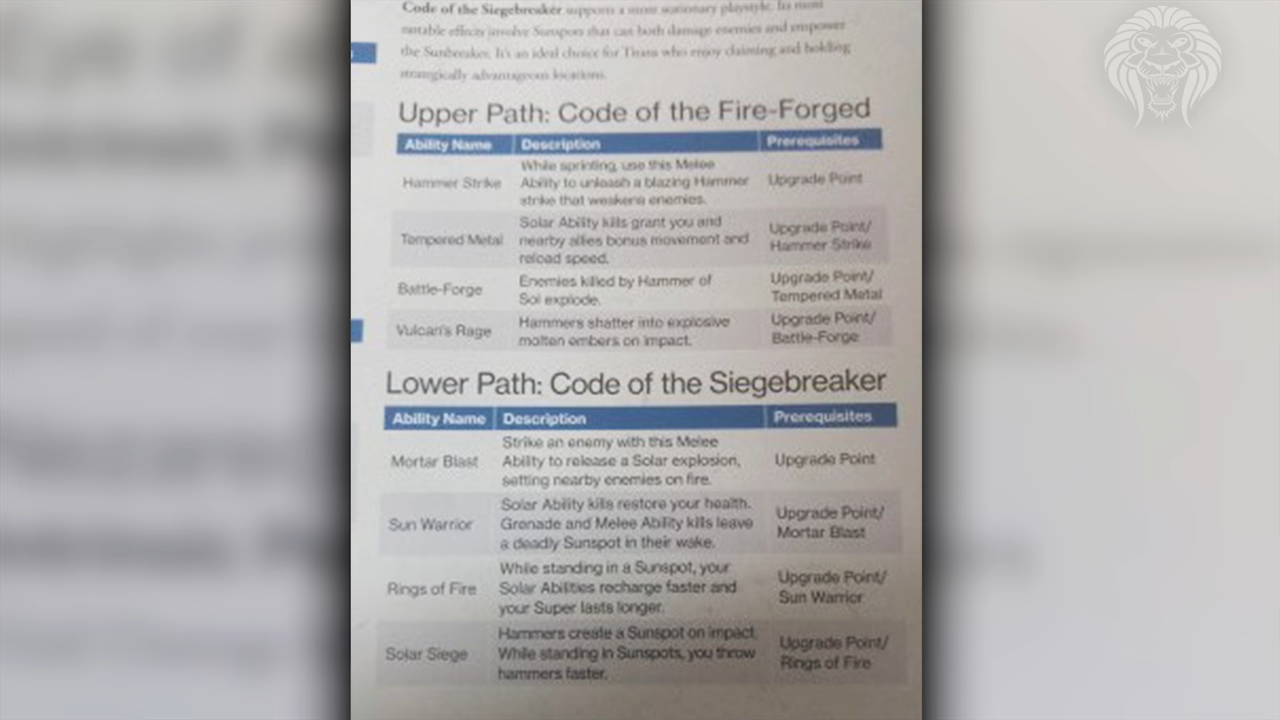 Code of the Siegebreaker supports a more stationary playstyle. Its most
notable effects involve Sunspots that can both damage enemies and empower
the Sunbreaker. It's an ideal choice for Titans who enjoy claiming and holding
strategically advantageous locations.
Upper Path: Code of the Fire-Forged
Ability Name Description Prerequisites
While sprinting, use this Melee
Hammer Strike Ability to unleash a blazing Hammer Upgrade Point
strike that weakens enemies.
Solar Ability kills grant you and
Tempered Metal nearby allies bonus movement and Upgrade Point/
reload speed. Hammer Strike
Battle-Forge Enemies killed by Hammer of Upgrade Point/
Sol explode. Tempered Metal
Vulcan's Rage Hammers shatter into explosive Upgrade Point/
molten embers on impact. Battle-Forge
Lower Path: Code of the Siegebreaker
Ability Name Description Prerequisites
Strike an enemy with this Melee
Mortar Blast Ability to release a Solar explosion, Upgrade Point
setting nearby enemies on fire.
Solar Ability kills restore your health.
Sun Warrior Grenade and Melee Ability kills leave Upgrade Point/
a deadly Sunspot in their wake. Mortar Blast
While standing in a Sunspot, your
Rings of Fire Solar Abilities recharge faster and Upgrade Point/
your Super lasts longer. Sun Warrior
Hammers create a Sunspot on impact.
Solar Siege While standing in Sunspots, you throw Upgrade Point/
hammers faster. Rings of Fire